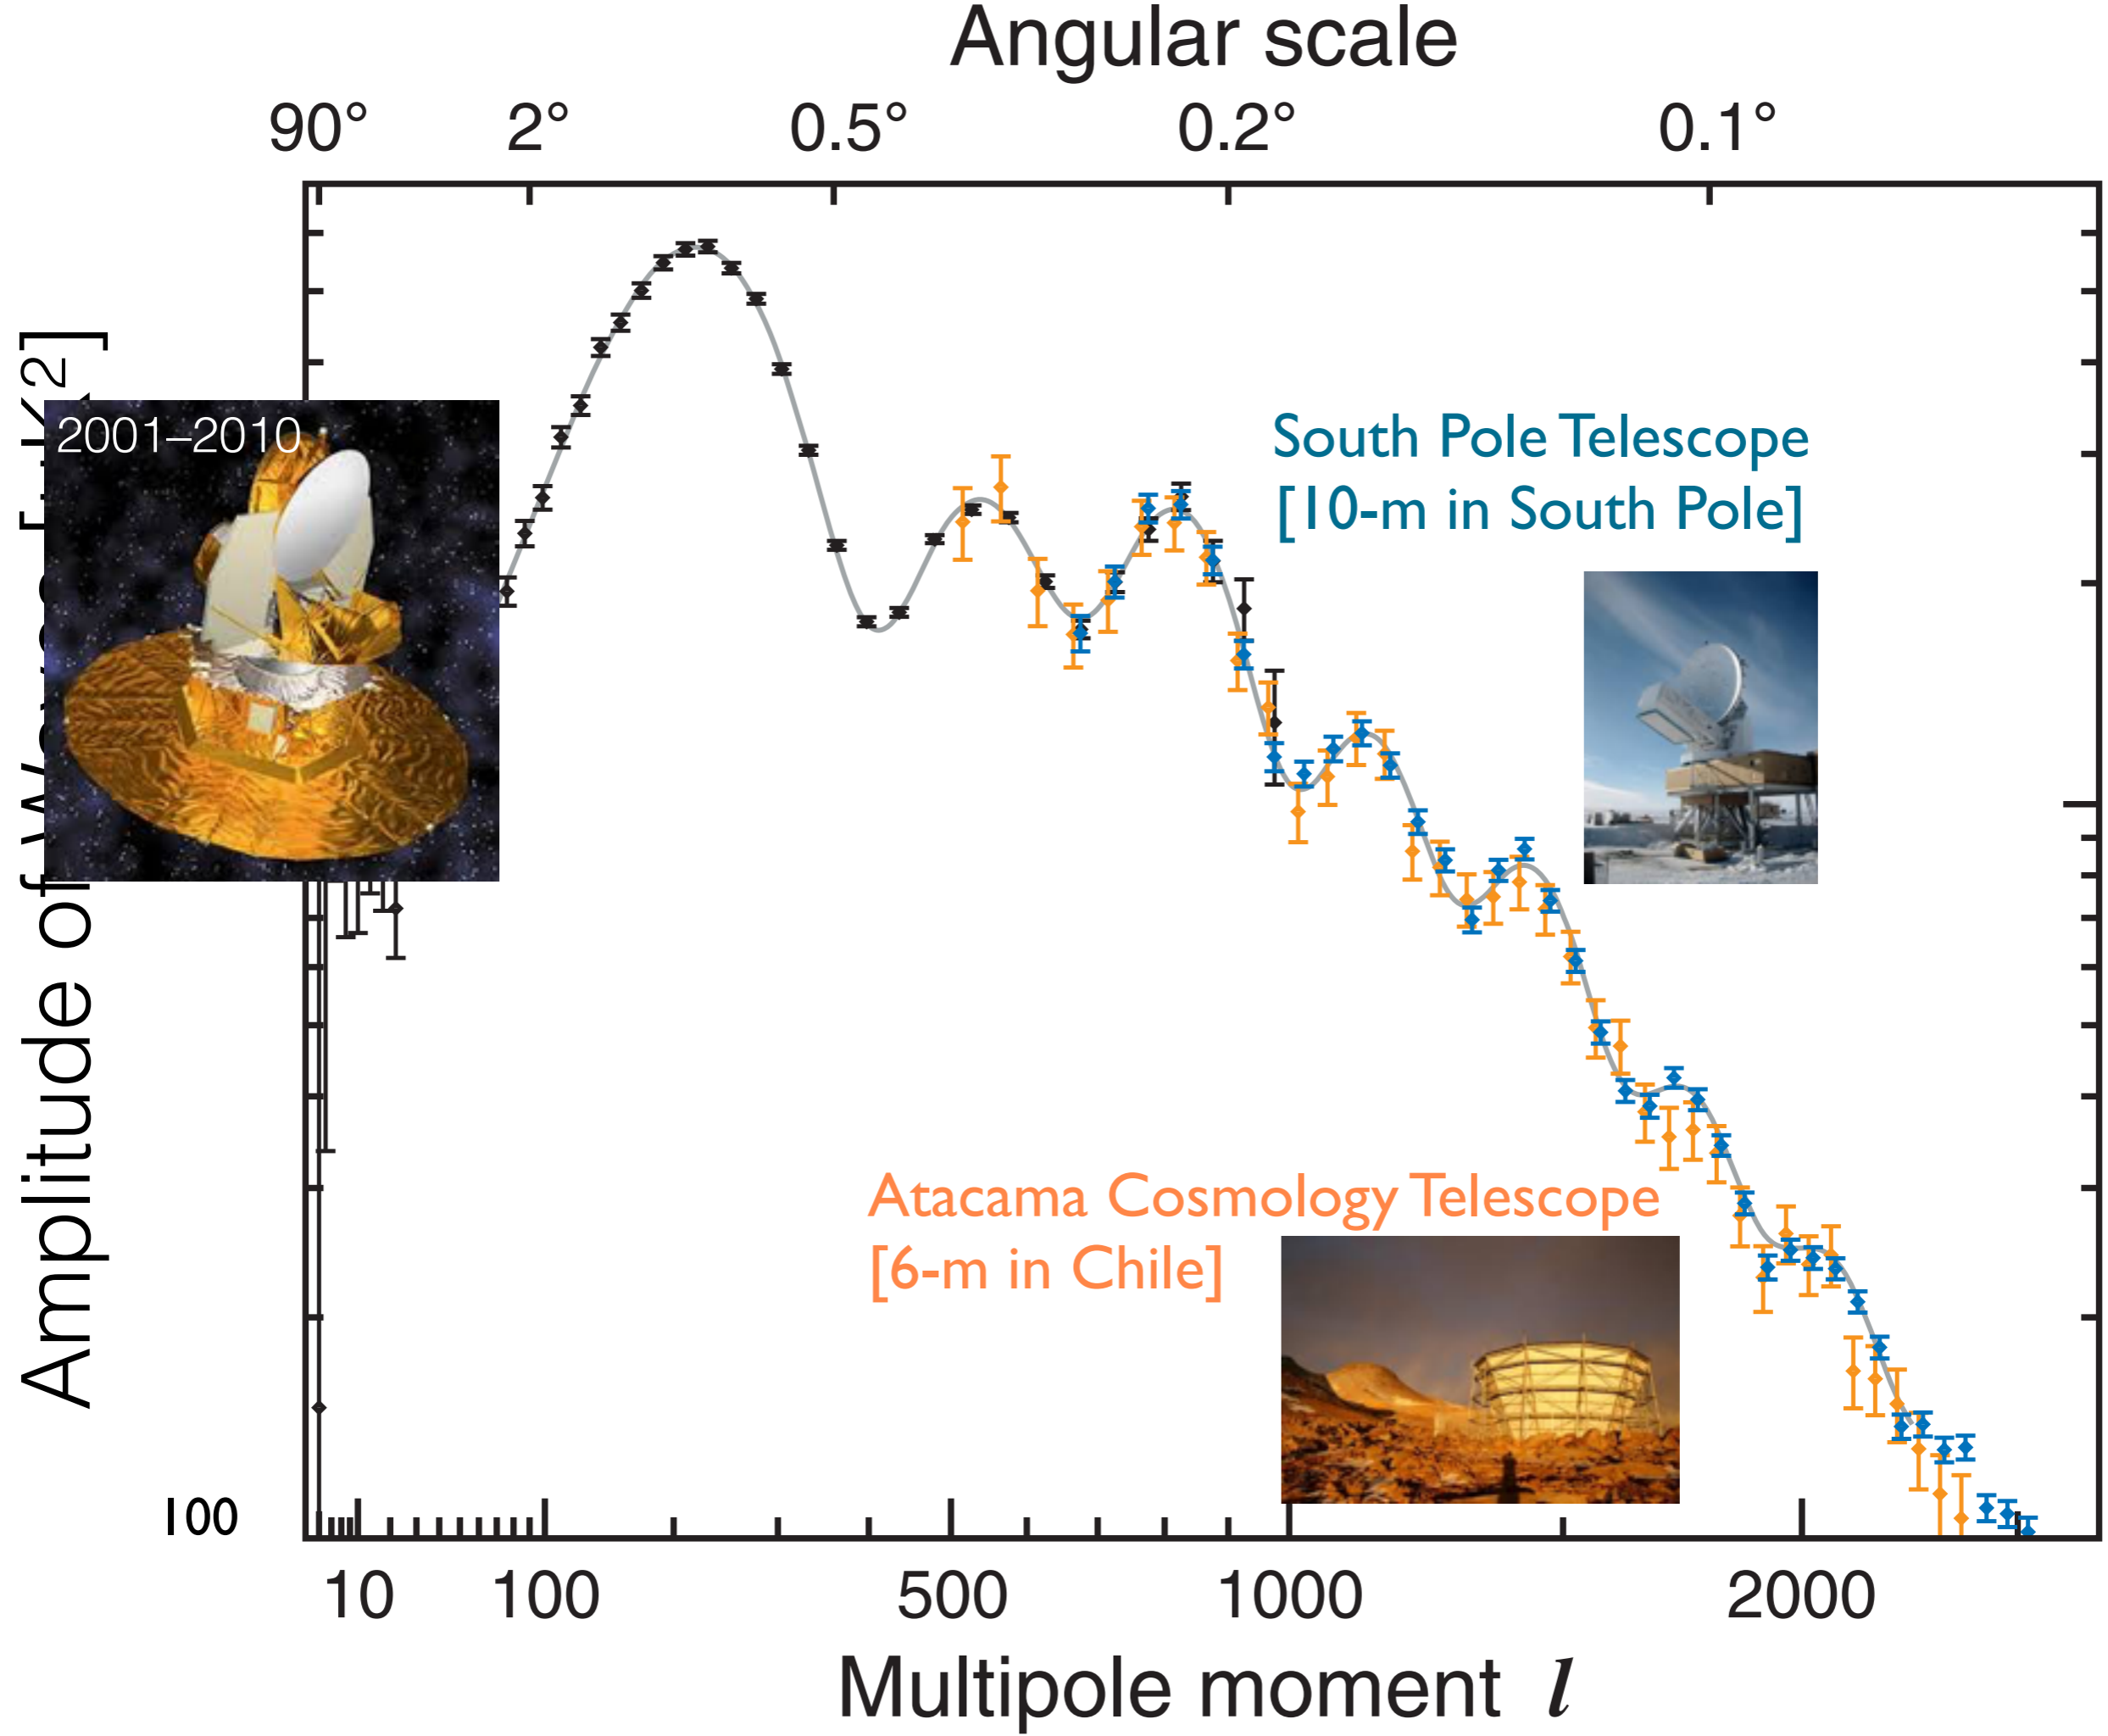 Angular scale
90° 2° 0.5° 0.2° 0.1°
2001–2010
South Pole Telescope
[10-m in South Pole]
Atacama Cosmology Telescope
[6-m in Chile]
Amplitude of
100
10 100 500 1000 2000
Multipole moment l